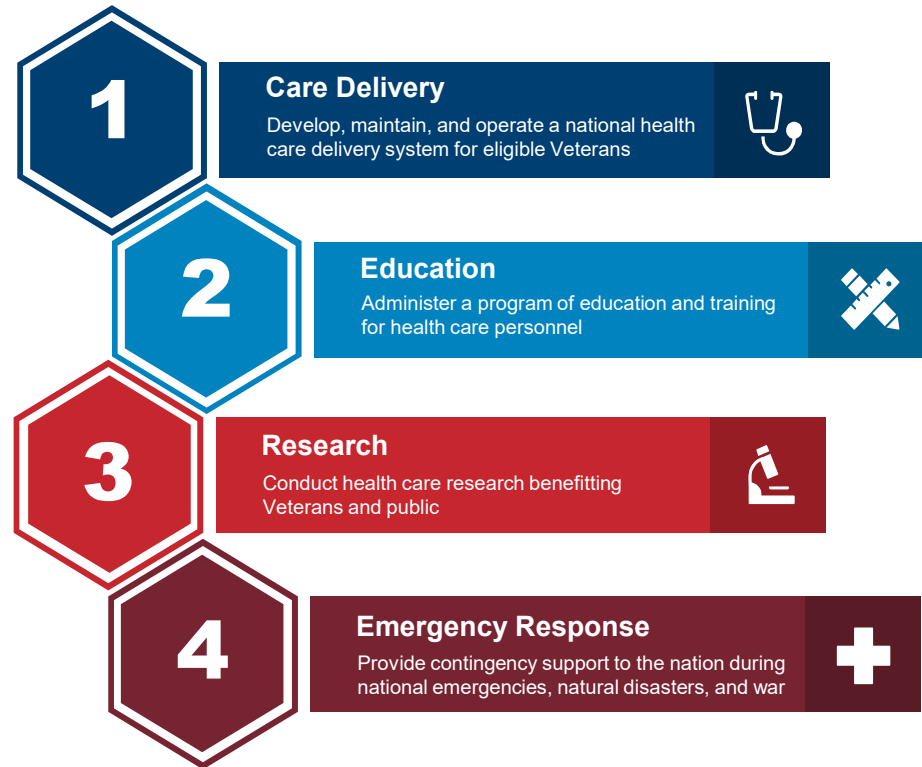 1
Care Delivery
Develop, maintain, and operate a national health
care delivery system for eligible Veterans
2
Education
Administer a program of education and training
for health care personnel
3
Research
Conduct health care research benefitting
Veterans and public
4
Emergency Response
Provide contingency support to the nation during
national emergencies, natural disasters, and war